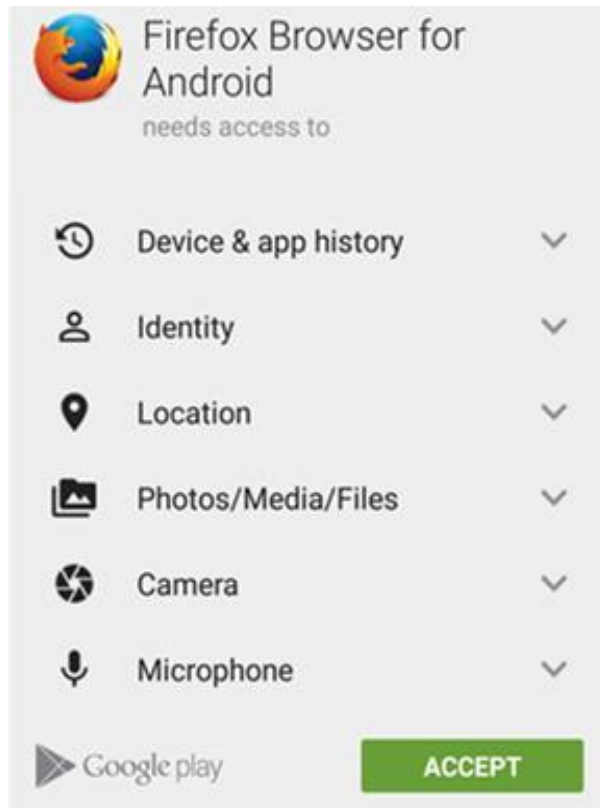 Firefox Browser for
Android
needs access to
Device & app history
Identity
Location
Photos/Media/Files
Camera
Microphone
Google play
ACCEPT